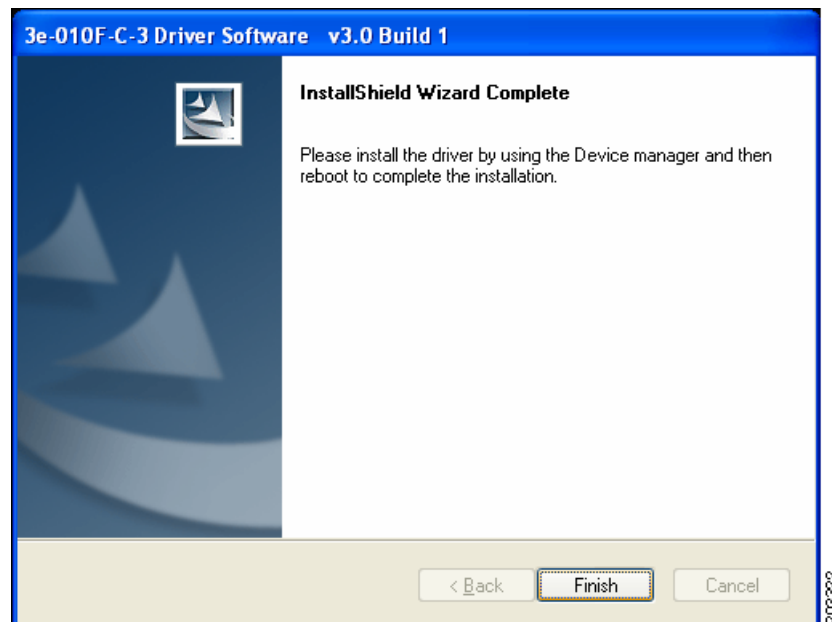 3e-010F-C-3 Driver Software v3.0 Build 1
InstallShield Wizard Complete
Please install the driver by using the Device manager and then
reboot to complete the installation.
< Back
Finish
Cancel